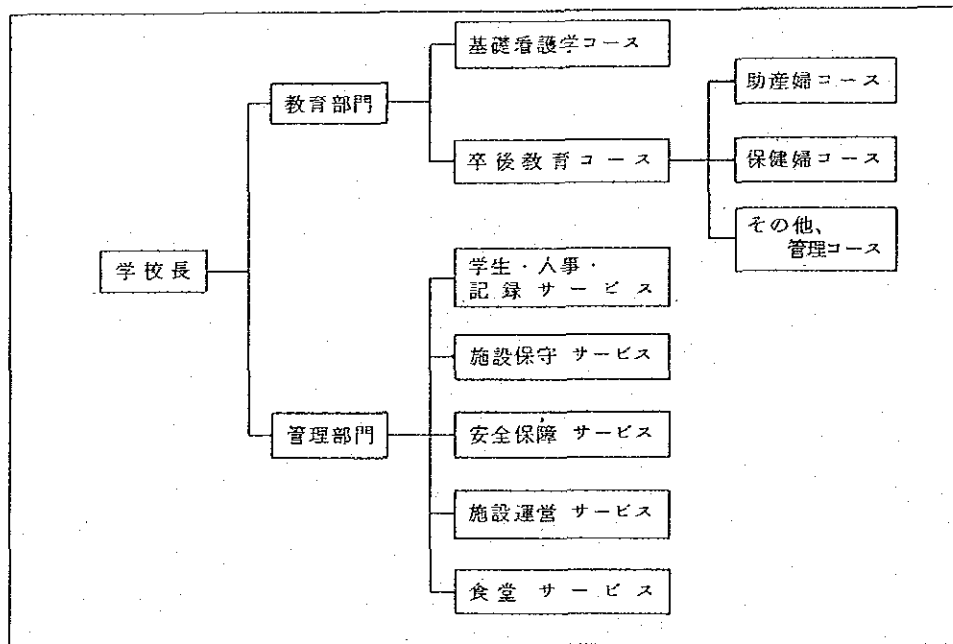 学校長
教育部門
基礎看護学コース
卒後教育コース
助産婦コース
保健婦コース
その他、
管理コース
管理部門
学生・人事・
記録サービス
施設保守 サービス
安全保障 サービス
施設運営 サービス
食堂 サービス